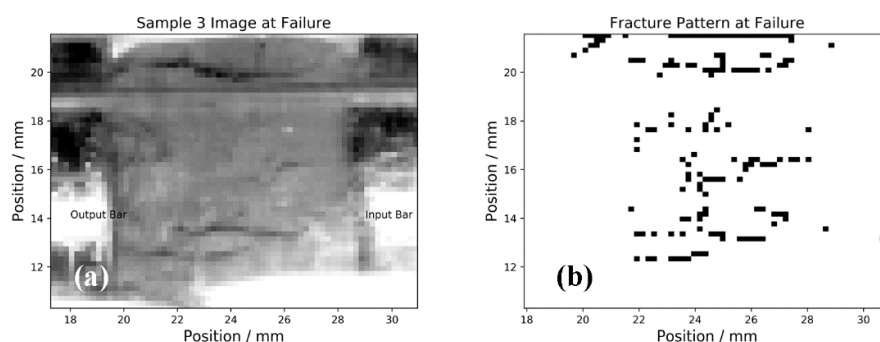 Sample 3 Image at Failure
Position / mm
20
18
16
14
12
Output Bar
Input Bar
(a)
18
20
22
24
26
28
30
Position / mm
Fracture Pattern at Failure
Position / mm
20
18
16
14
12
(b)
18
20
22
24
26
28
30
Position / mm